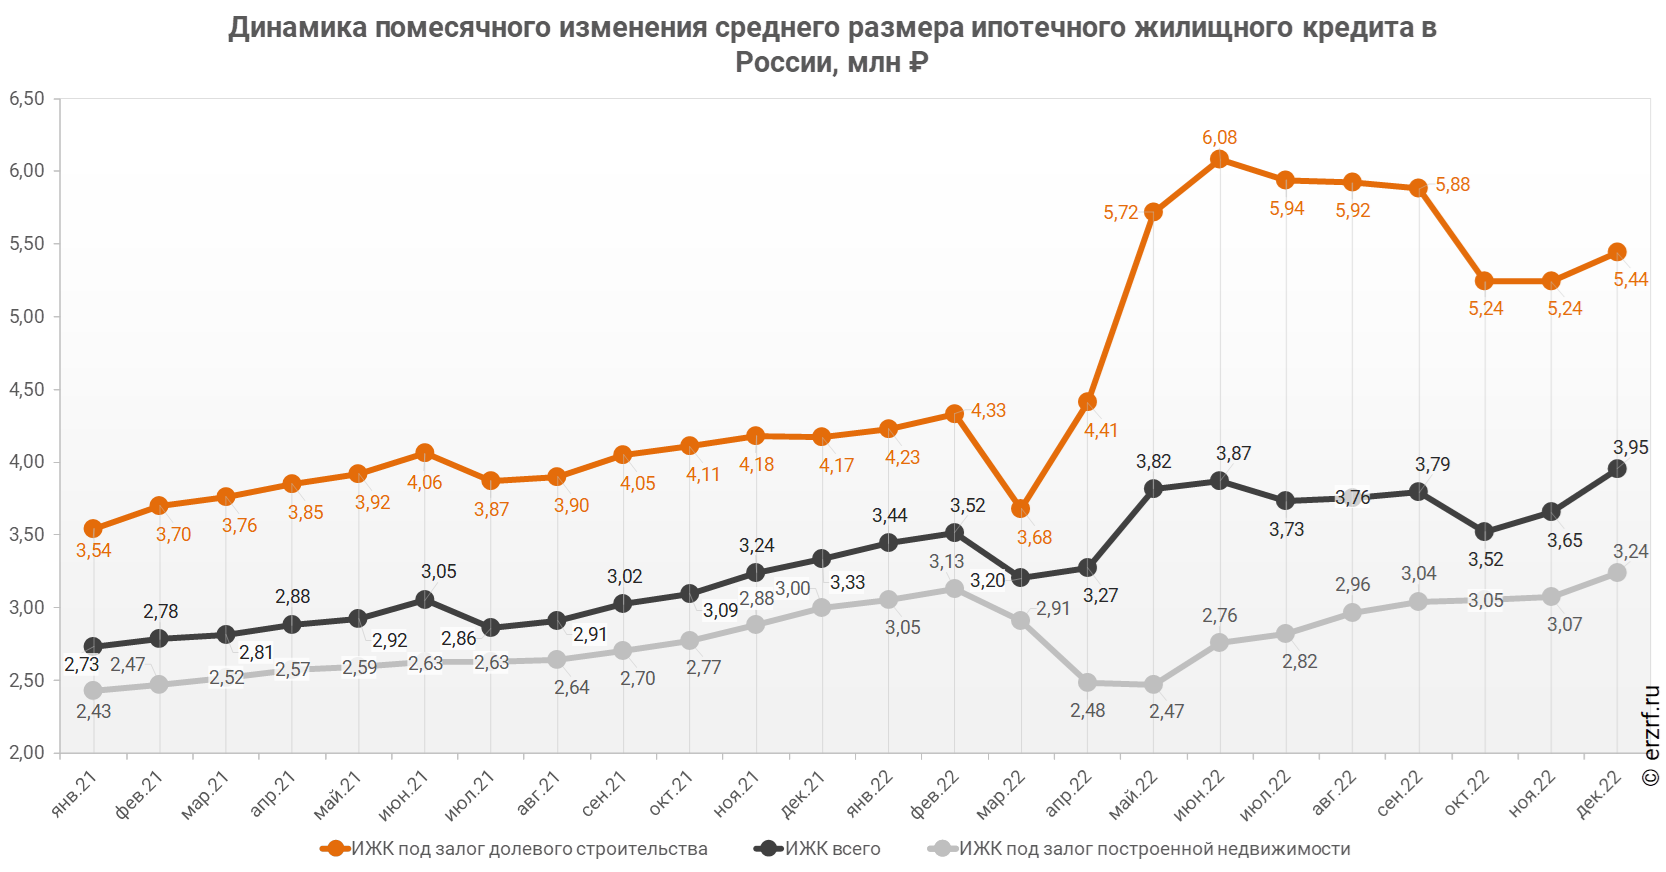 Динамика помесячного изменения среднего размера ипотечного жилищного кредита в
России, млн ₽
6,50
6,00
5,50
5,00
4,50
4,00
3,50
3,00
2,50
2,00
3,54
3,70
3,76
3,85
3,92
4,06
3,87
3,90
4,05
4,11
4,18
4,17
4,23
4,33
3,68
4,41
5,72
6,08
5,94
5,92
5,88
5,24
5,24
5,44
2,73
2,78
2,81
2,88
2,92
3,05
2,86
2,91
3,02
3,09
3,24
3,33
3,44
3,52
3,20
3,27
3,82
3,87
3,73
3,76
3,79
3,52
3,65
3,95
2,43
2,47
2,52
2,57
2,59
2,63
2,63
2,64
2,70
2,77
2,88
3,00
3,05
3,13
2,91
2,48
2,47
2,76
2,82
2,96
3,04
3,05
3,07
3,24
янв.21
фев.21
мар.21
апр.21
май.21
июн.21
июл.21
авг.21
сен.21
окт.21
ноя.21
дек.21
янв.22
фев.22
мар.22
апр.22
май.22
июн.22
июл.22
авг.22
сен.22
окт.22
ноя.22
дек.22
ИЖК под залог долевого строительства
ИЖК всего
ИЖК под залог построенной недвижимости
© erzrf.ru